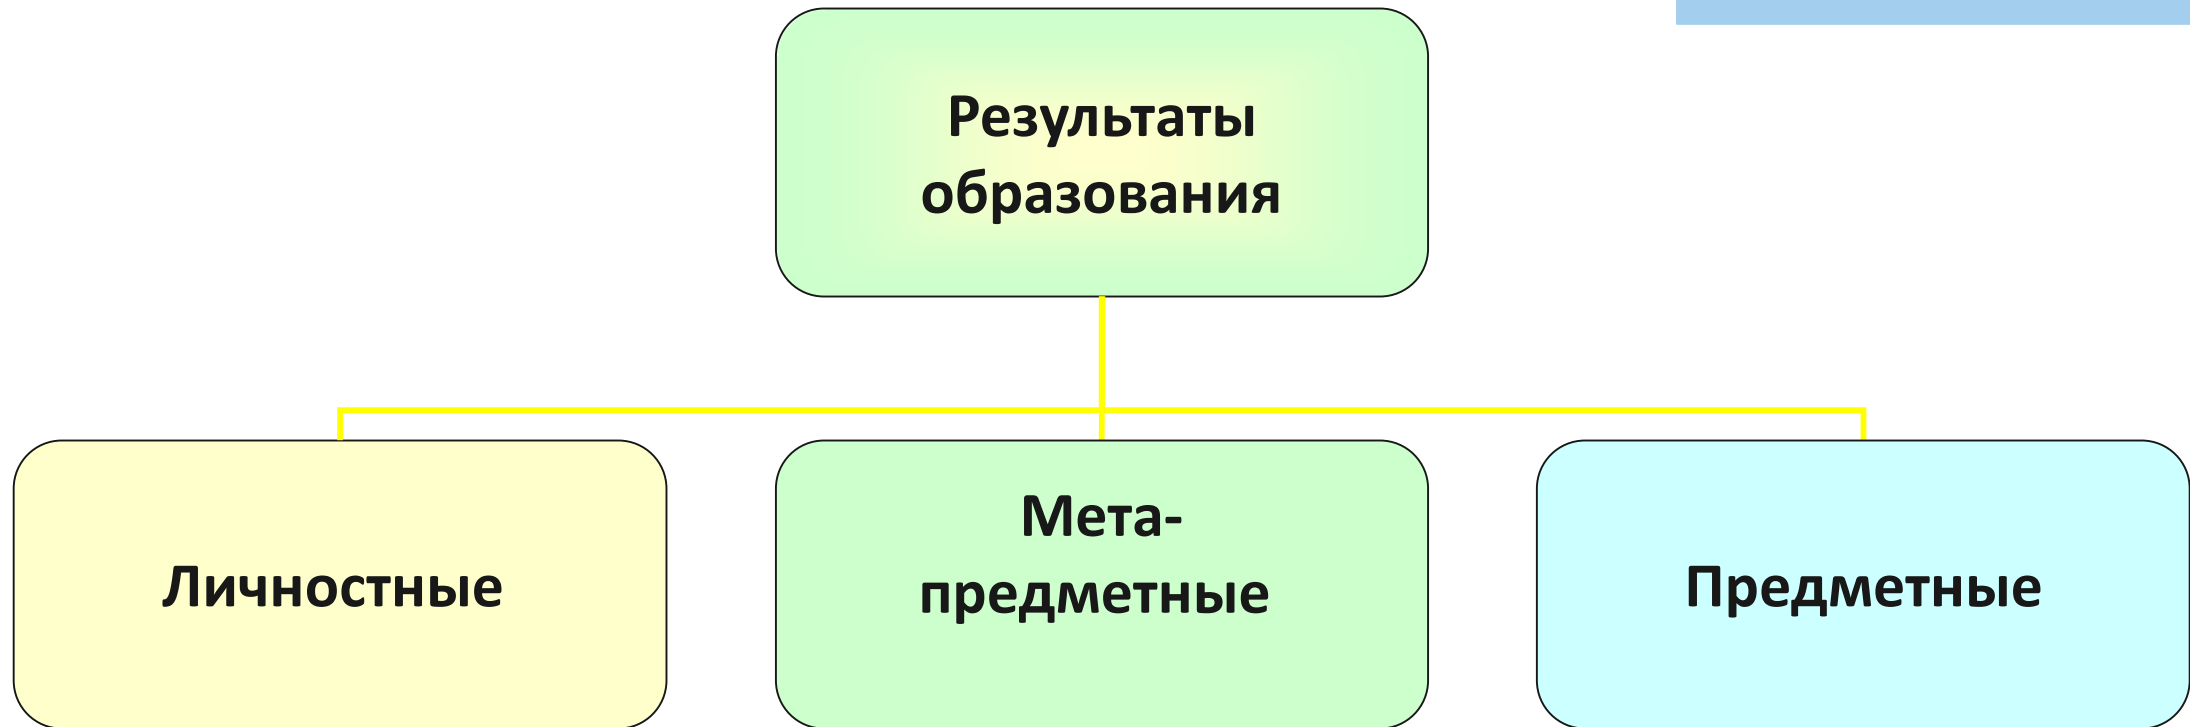 Результаты
образования
Личностные
Мета-
предметные
Предметные